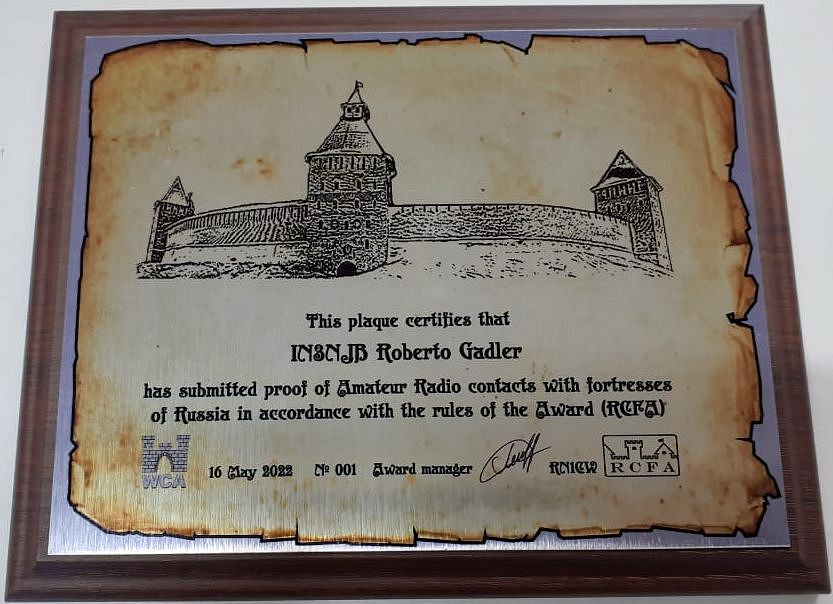 This plaque certifies that
IN3NJB Roberto Gadler
has submitted proof of Amateur Radio contacts with fortresses
of Russia in accordance with the rules of the Award (RCFA)
WCA
16 May 2022 № 001 Award manager RN1CW
RCFA